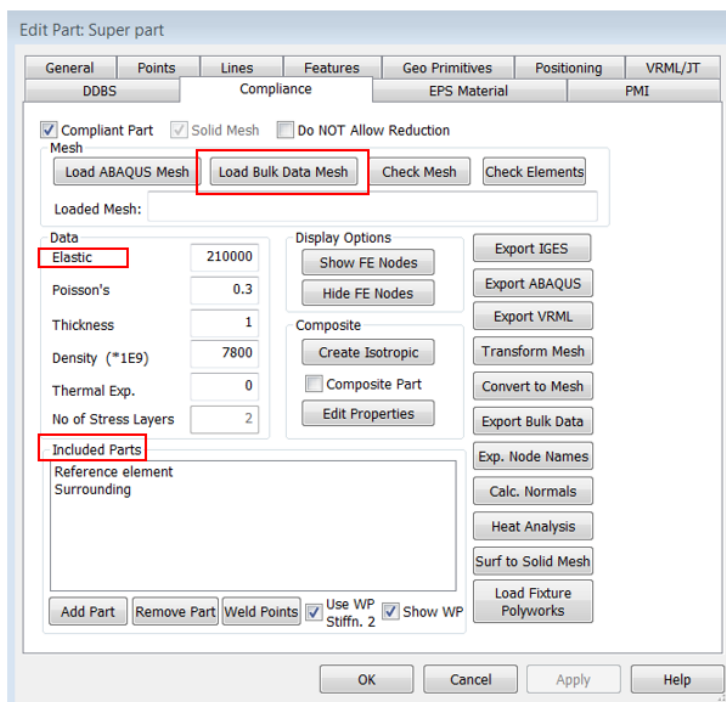 Edit Part: Super part
General Points Lines Features Geo Primitives Positioning VRML/JT
DDBS Compliance EPS Material PMI
Compliant Part Solid Mesh Do NOT Allow Reduction
Mesh
Load ABAQUS Mesh Load Bulk Data Mesh Check Mesh Check Elements
Loaded Mesh:
Data
Elastic 210000
Poisson's 0.3
Thickness 1
Density (*1E9) 7800
Thermal Exp. 0
No of Stress Layers 2
Display Options
Show FE Nodes
Hide FE Nodes
Composite
Create Isotropic
Composite Part
Edit Properties
Export IGES
Export ABAQUS
Export VRML
Transform Mesh
Convert to Mesh
Export Bulk Data
Exp. Node Names
Calc. Normals
Heat Analysis
Surf to Solid Mesh
Load Fixture
Polyworks
Included Parts
Reference element
Surrounding
Add Part Remove Part Weld Points Use WP Stiffn. 2 Show WP
OK Cancel Apply Help